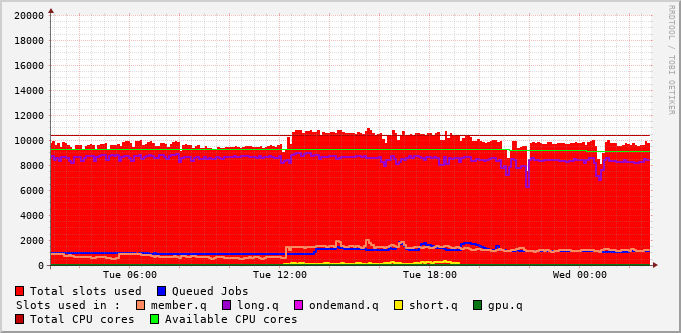 20000
18000
16000
14000
12000
10000
8000
6000
4000
2000
0
Tue 06:00 Tue 12:00 Tue 18:00 Wed 00:00
RRDTOOL / TOBI OETIKER
Total slots used Queued Jobs
Slots used in : member.q long.q ondemand.q short.q gpu.q
Total CPU cores Available CPU cores